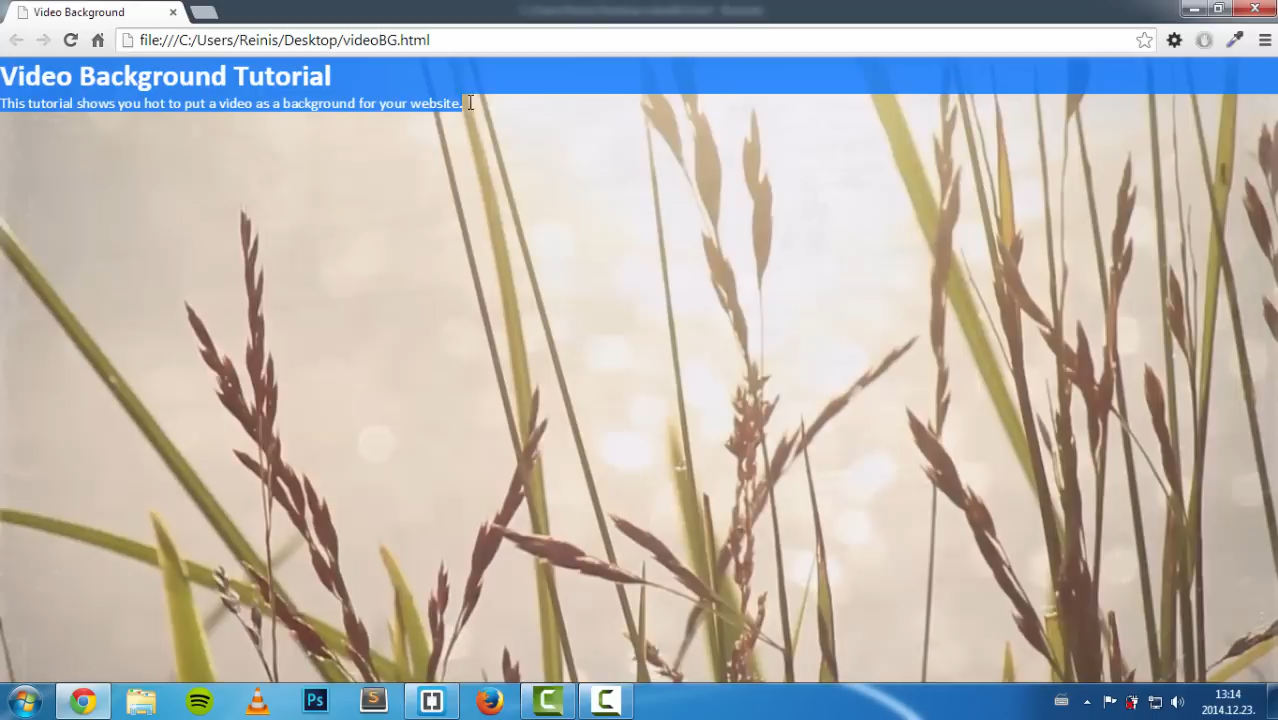 Video Background
file:///C:/Users/Reinis/Desktop/videoBG.html
Video Background Tutorial
This tutorial shows you hot to put a video as a background for your website.
Ps
S
C
C
13:14
2014.12.23.